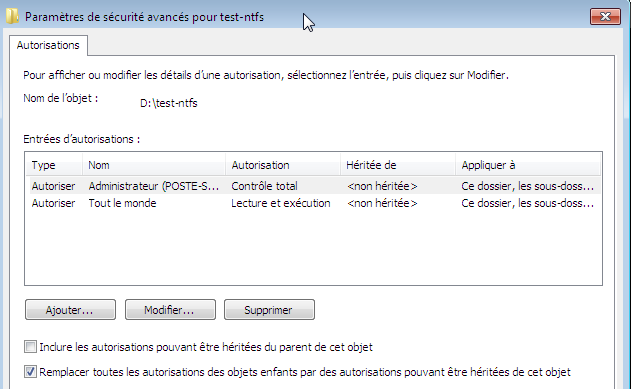 Paramètres de sécurité avancés pour test-ntfs
Autorisations
Pour afficher ou modifier les détails d'une autorisation, sélectionnez l'entrée, puis cliquez sur Modifier.
Nom de l'objet : D:\test-ntfs
Entrées d'autorisations :
Type Nom Autorisation Héritée de Appliquer à
Autoriser Administrateur (POSTE-S... Contrôle total <non héritée> Ce dossier, les sous-doss...
Autoriser Tout le monde Lecture et exécution <non héritée> Ce dossier, les sous-doss...
Ajouter... Modifier... Supprimer
Inclure les autorisations pouvant être héritées du parent de cet objet
Remplacer toutes les autorisations des objets enfants par des autorisations pouvant être héritées de cet objet